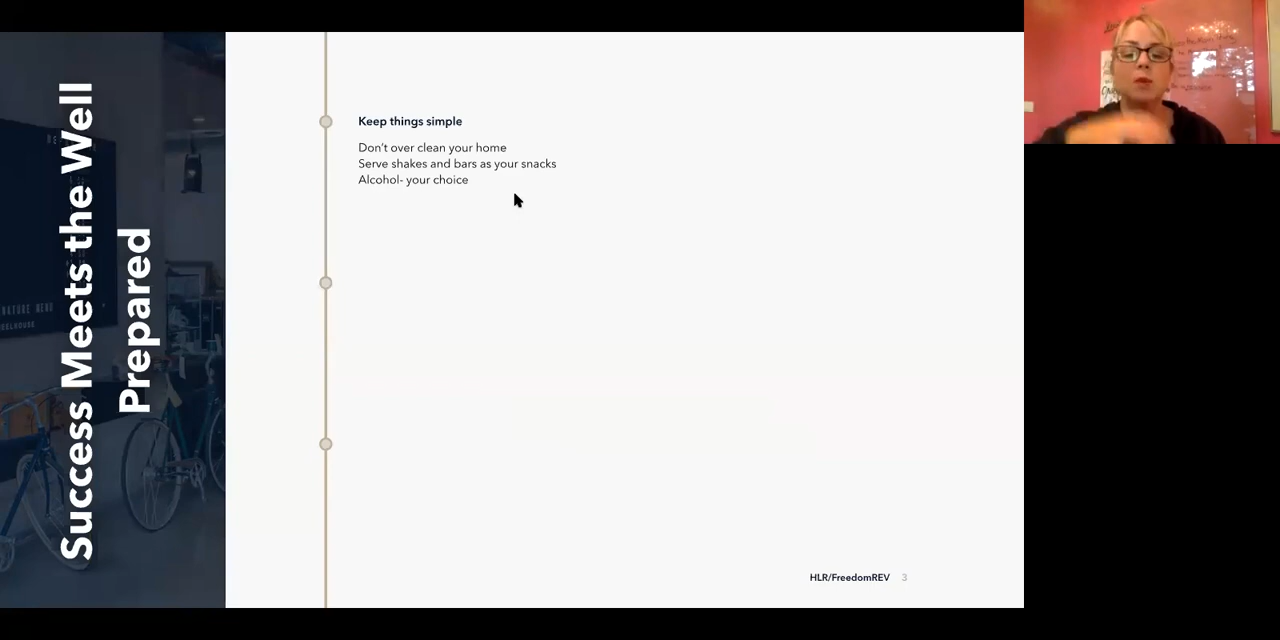 Success Meets the Well
Prepared
Keep things simple
Don't over clean your home
Serve shakes and bars as your snacks
Alcohol- your choice
HLR/FreedomREV 3